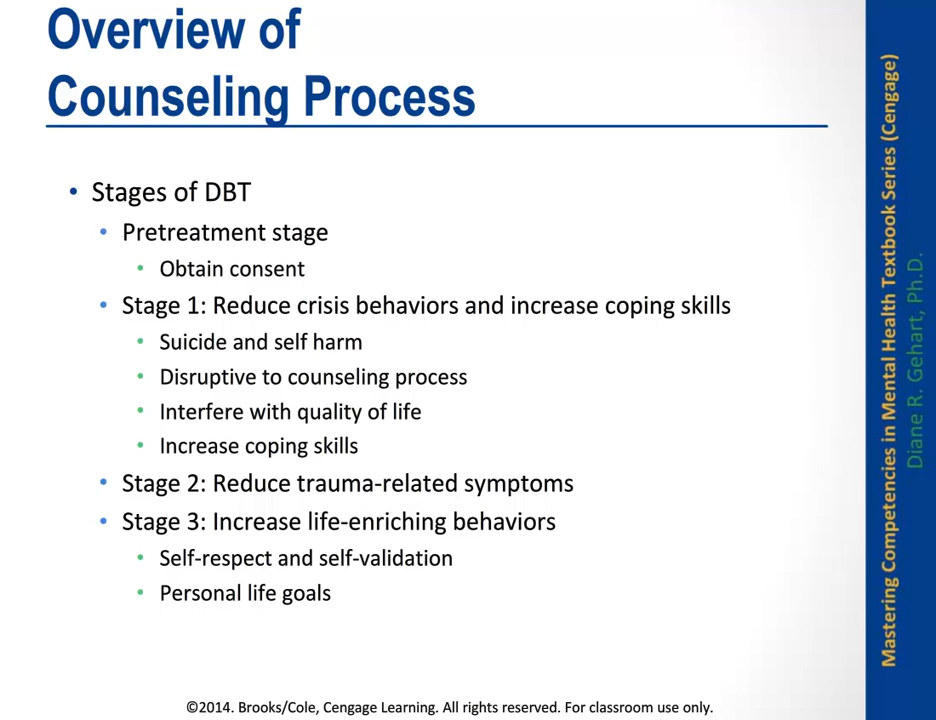 Overview of
Counseling Process
• Stages of DBT
• Pretreatment stage
• Obtain consent
• Stage 1: Reduce crisis behaviors and increase coping skills
• Suicide and self harm
• Disruptive to counseling process
• Interfere with quality of life
• Increase coping skills
• Stage 2: Reduce trauma-related symptoms
• Stage 3: Increase life-enriching behaviors
• Self-respect and self-validation
• Personal life goals
©2014. Brooks/Cole, Cengage Learning. All rights reserved. For classroom use only.
Mastering Competencies in Mental Health Textbook Series (Cengage)
Diane R. Gehart, Ph.D.